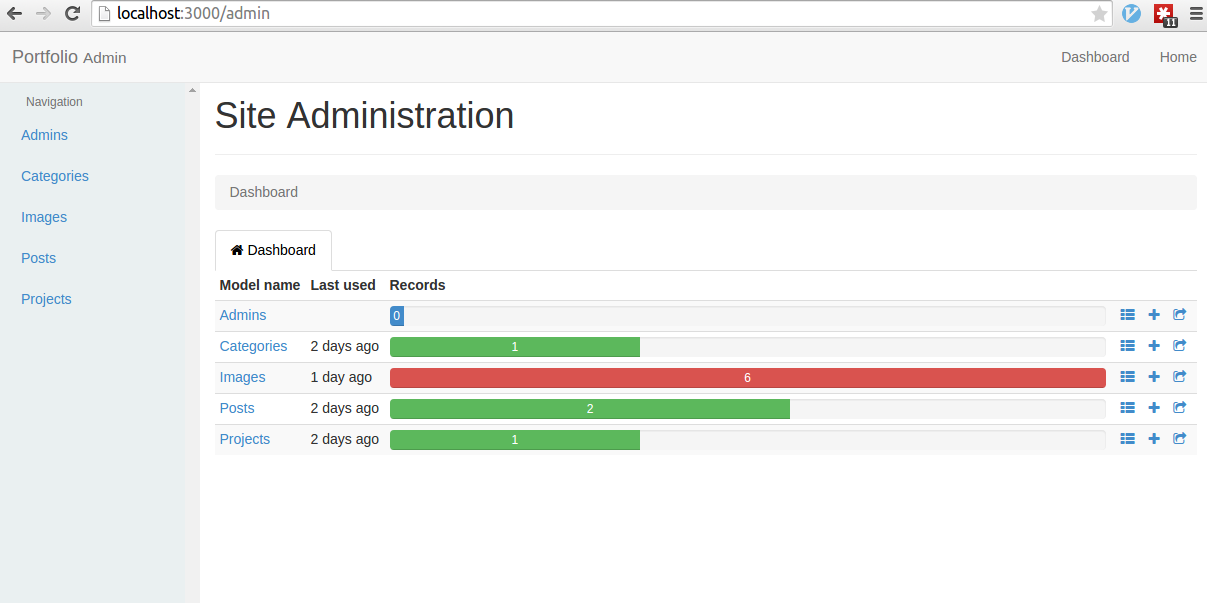 localhost:3000/admin
11
Portfolio Admin Dashboard Home
Navigation
Admins
Categories
Images
Posts
Projects
Site Administration
Dashboard
Dashboard
Model name Last used Records
Admins 0
Categories 2 days ago 1
Images 1 day ago 6
Posts 2 days ago 2
Projects 2 days ago 1